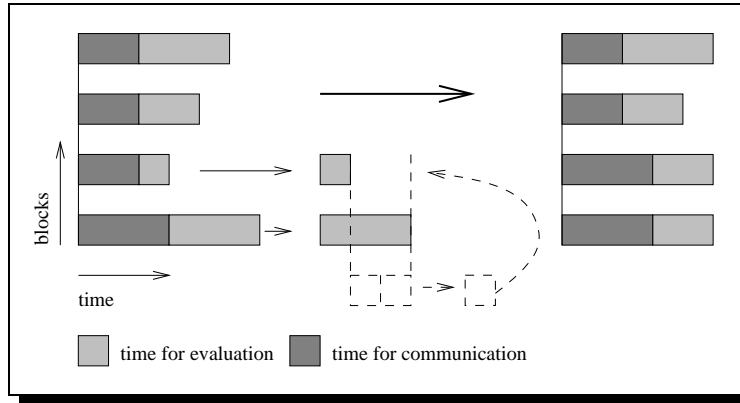 blocks
time
time for evaluation
time for communication